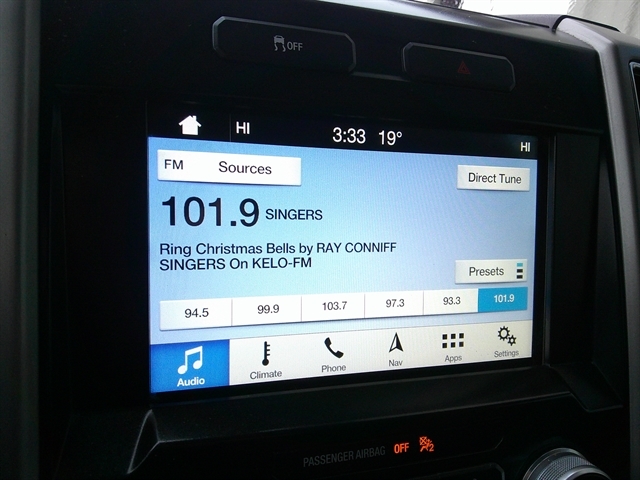 OFF
HI 3:33 19° HI
FM Sources
Direct Tune
101.9 SINGERS
Ring Christmas Bells by RAY CONNIFF
SINGERS On KELO-FM
Presets
94.5 99.9 103.7 97.3 93.3 101.9
Audio Climate Phone Nav Apps Settings
PASSENGER AIRBAG OFF 2